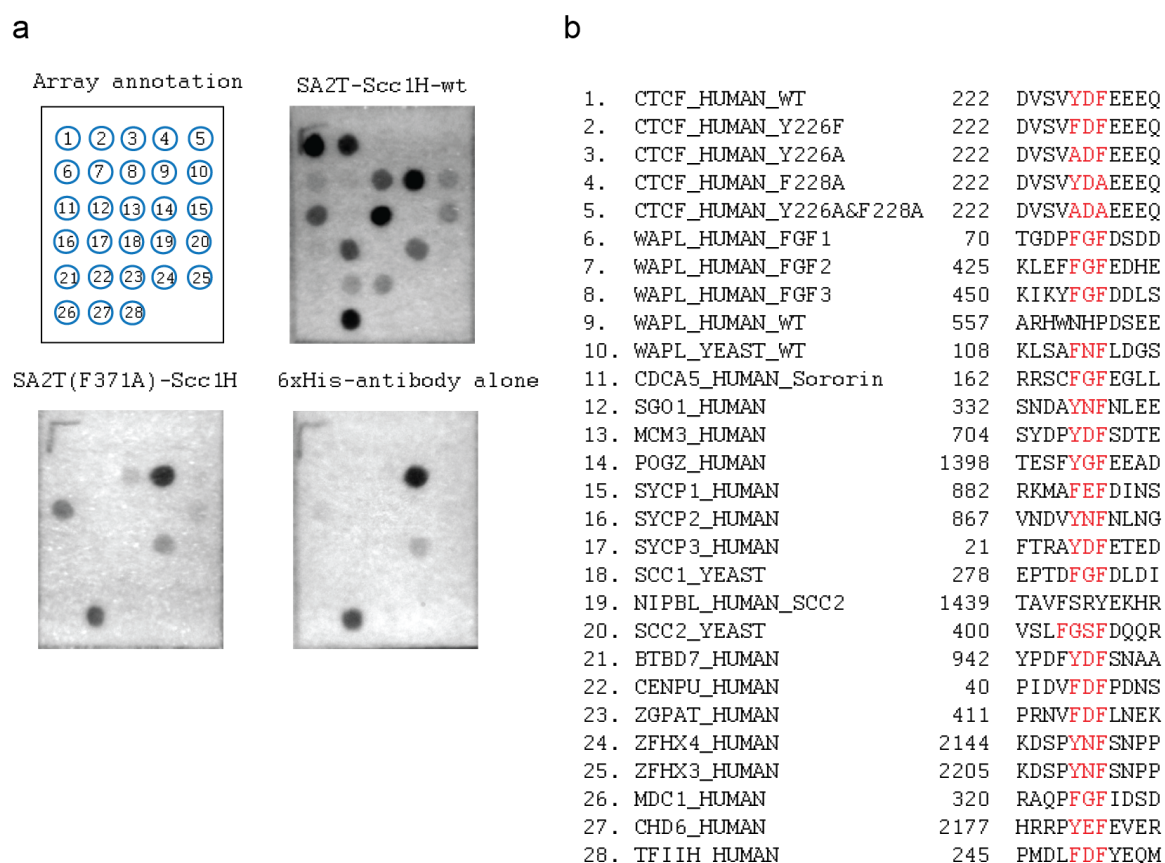 a
Array annotation
SA2T-Scc1H-wt
1 2 3 4 5
6 7 8 9 10
11 12 13 14 15
16 17 18 19 20
21 22 23 24 25
26 27 28
SA2T(F371A)-Scc1H
6xHis-antibody alone
b
1. CTCF_HUMAN_WT 222 DVSVYDFEEEQ
2. CTCF_HUMAN_Y226F 222 DVSVFDFEEEQ
3. CTCF_HUMAN_Y226A 222 DVSVADFEEEQ
4. CTCF_HUMAN_F228A 222 DVSVYDAEEEQ
5. CTCF_HUMAN_Y226A&F228A 222 DVSVADAEEEQ
6. WAPL_HUMAN_FGF1 70 TGDPFGFDSDD
7. WAPL_HUMAN_FGF2 425 KLEFFGFEDHE
8. WAPL_HUMAN_FGF3 450 KIKYFGFDDLS
9. WAPL_HUMAN_WT 557 ARHWNHPDSEE
10. WAPL_YEAST_WT 108 KLSAFNFLDGS
11. CDCA5_HUMAN_Sororin 162 RRSCFGFEGLL
12. SGO1_HUMAN 332 SNDAYNFNLEE
13. MCM3_HUMAN 704 SYDPYDFSDTE
14. POGZ_HUMAN 1398 TESFYGFEEAD
15. SYCP1_HUMAN 882 RKMAFEFDINS
16. SYCP2_HUMAN 867 VNDVYNFNLNG
17. SYCP3_HUMAN 21 FTRAYDFETED
18. SCC1_YEAST 278 EPTDFGFDLDI
19. NIPBL_HUMAN_SCC2 1439 TAVFSRYEKHR
20. SCC2_YEAST 400 VSLFGSFDQQR
21. BTBD7_HUMAN 942 YPDFYDFSNAA
22. CENPU_HUMAN 40 PIDVFDFPDNS
23. ZGPAT_HUMAN 411 PRNVFDFLNEK
24. ZFHX4_HUMAN 2144 KDSPYNFSNPP
25. ZFHX3_HUMAN 2205 KDSPYNFSNPP
26. MDC1_HUMAN 320 RAQPFGFIDSD
27. CHD6_HUMAN 2177 HRRPYEFEVER
28. TFIIH_HUMAN 245 PMDLFDFYEQM